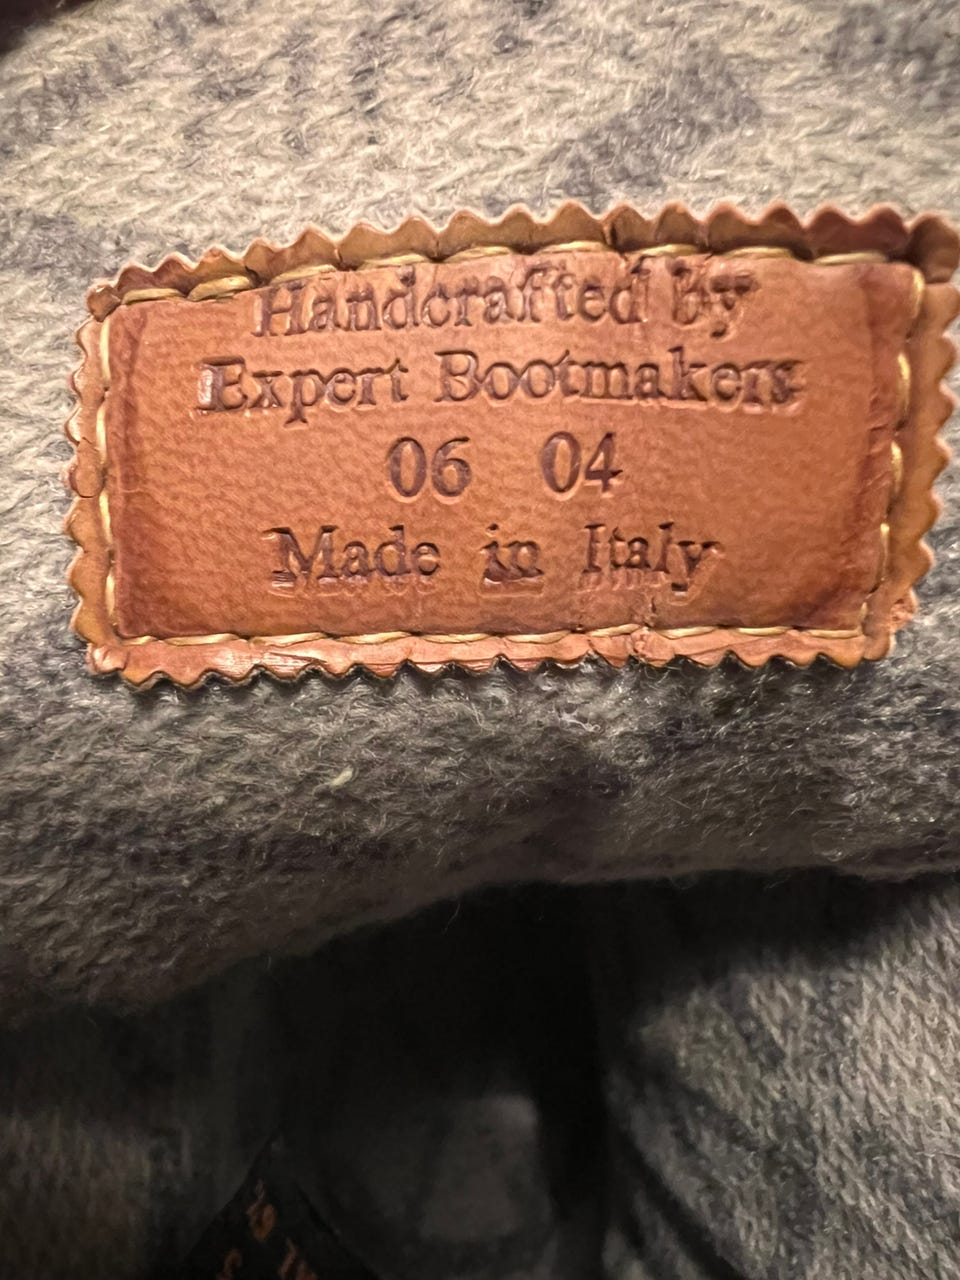 Handcrafted by
Expert Bootmakers
06 04
Made in Italy